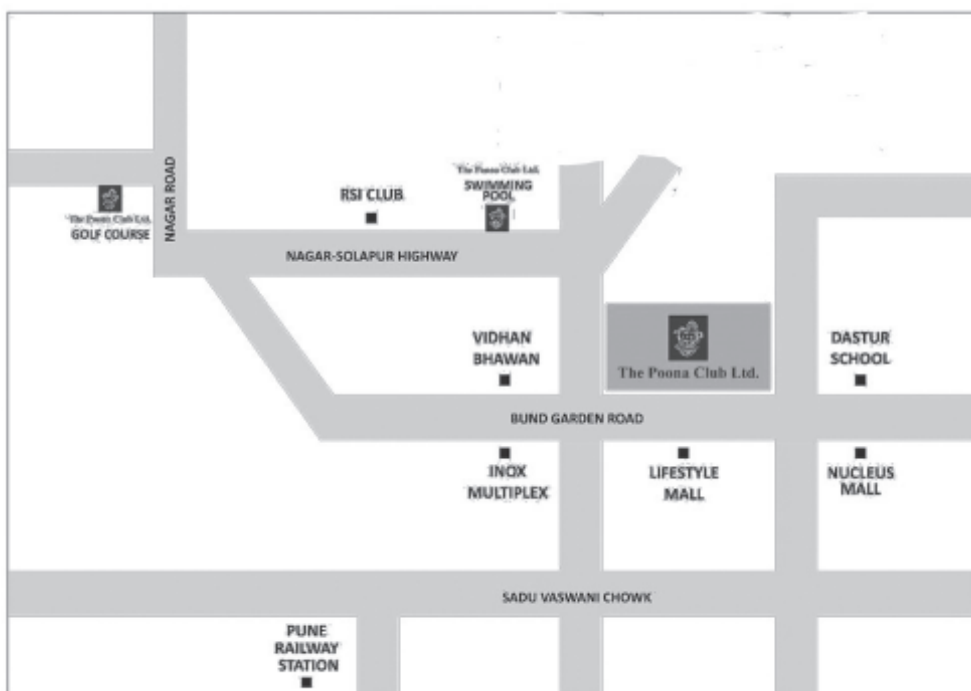 NAGAR ROAD
The Poona Club Ltd.
GOLF COURSE
RSI CLUB
The Poona Club Ltd.
SWIMMING
POOL
NAGAR-SOLAPUR HIGHWAY
VIDHAN
BHAWAN
The Poona Club Ltd.
DASTUR
SCHOOL
BUND GARDEN ROAD
INOX
MULTIPLEX
LIFESTYLE
MALL
NUCLEUS
MALL
SADU VASWANI CHOWK
PUNE
RAILWAY
STATION